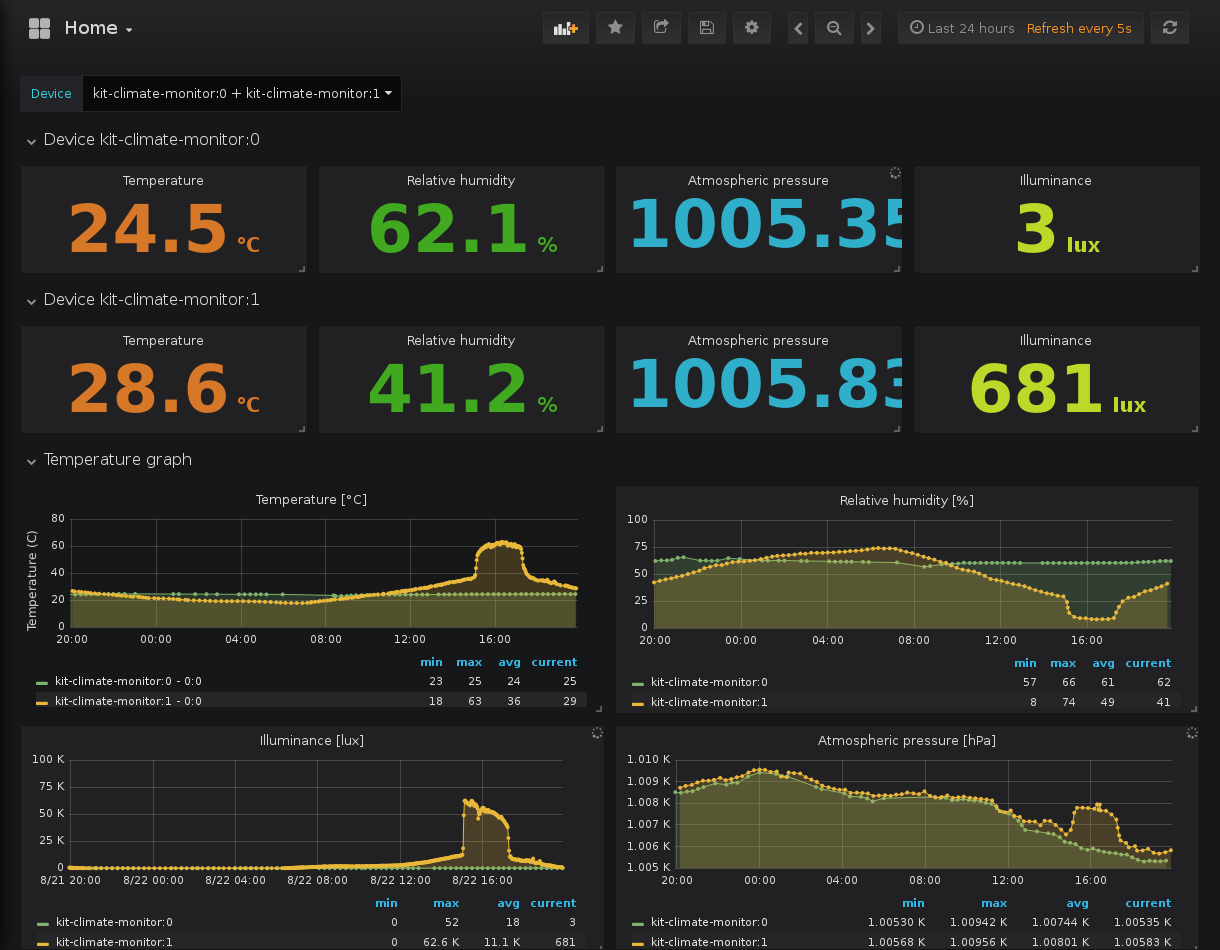 Home
Last 24 hours Refresh every 5s
Device kit-climate-monitor:0 + kit-climate-monitor:1
Device kit-climate-monitor:0
Temperature Relative humidity Atmospheric pressure Illuminance
24.5 °C 62.1 % 1005.35 3 lux
Device kit-climate-monitor:1
Temperature Relative humidity Atmospheric pressure Illuminance
28.6 °C 41.2 % 1005.83 681 lux
Temperature graph
Temperature [°C]
Temperature (C)
80
60
40
20
0
20:00 00:00 04:00 08:00 12:00 16:00
min max avg current
kit-climate-monitor:0 - 0:0 23 25 24 25
kit-climate-monitor:1 - 0:0 18 63 36 29
Relative humidity [%]
100
75
50
25
0
20:00 00:00 04:00 08:00 12:00 16:00
min max avg current
kit-climate-monitor:0 57 66 61 62
kit-climate-monitor:1 8 74 49 41
Illuminance [lux]
100 K
75 K
50 K
25 K
0
8/21 20:00 8/22 00:00 8/22 04:00 8/22 08:00 8/22 12:00 8/22 16:00
min max avg current
kit-climate-monitor:0 0 52 18 3
kit-climate-monitor:1 0 62.6 K 11.1 K 681
Atmospheric pressure [hPa]
1.010 K
1.009 K
1.008 K
1.007 K
1.006 K
1.005 K
20:00 00:00 04:00 08:00 12:00 16:00
min max avg current
kit-climate-monitor:0 1.00530 K 1.00942 K 1.00744 K 1.00535 K
kit-climate-monitor:1 1.00568 K 1.00956 K 1.00801 K 1.00583 K